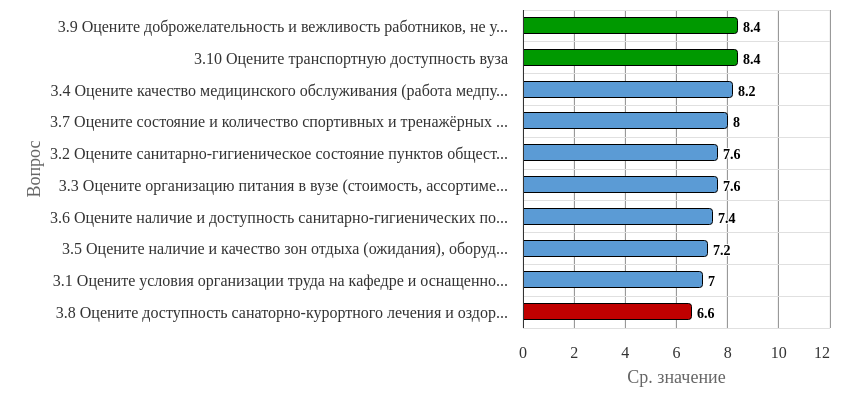 3.9 Оцените доброжелательность и вежливость работников, не у... 8.4
3.10 Оцените транспортную доступность вуза 8.4
3.4 Оцените качество медицинского обслуживания (работа медпу... 8.2
3.7 Оцените состояние и количество спортивных и тренажёрных ... 8
3.2 Оцените санитарно-гигиеническое состояние пунктов общест... 7.6
3.3 Оцените организацию питания в вузе (стоимость, ассортиме... 7.6
3.6 Оцените наличие и доступность санитарно-гигиенических по... 7.4
3.5 Оцените наличие и качество зон отдыха (ожидания), оборуд... 7.2
3.1 Оцените условия организации труда на кафедре и оснащенно... 7
3.8 Оцените доступность санаторно-курортного лечения и оздор... 6.6
Вопрос
0 2 4 6 8 10 12
Ср. значение